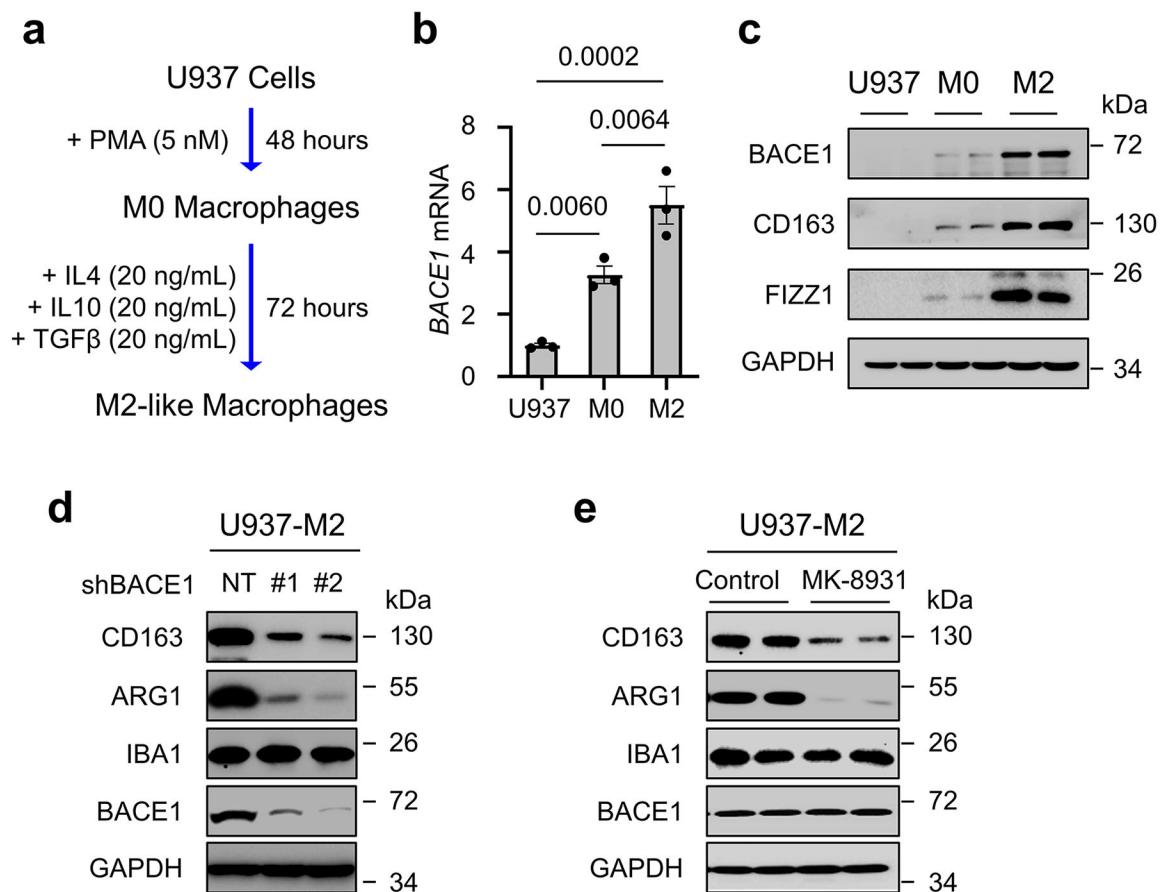 a
U937 Cells
+ PMA (5 nM) 48 hours
M0 Macrophages
+ IL4 (20 ng/mL)
+ IL10 (20 ng/mL) 72 hours
+ TGFβ (20 ng/mL)
M2-like Macrophages
b
0.0002
0.0064
0.0060
BACE1 mRNA
8
6
4
2
0
U937 M0 M2
c
U937 M0 M2
kDa
BACE1 72
CD163 130
FIZZ1 26
GAPDH 34
d
U937-M2
shBACE1 NT #1 #2
kDa
CD163 130
ARG1 55
IBA1 26
BACE1 72
GAPDH 34
e
U937-M2
Control MK-8931
kDa
CD163 130
ARG1 55
IBA1 26
BACE1 72
GAPDH 34